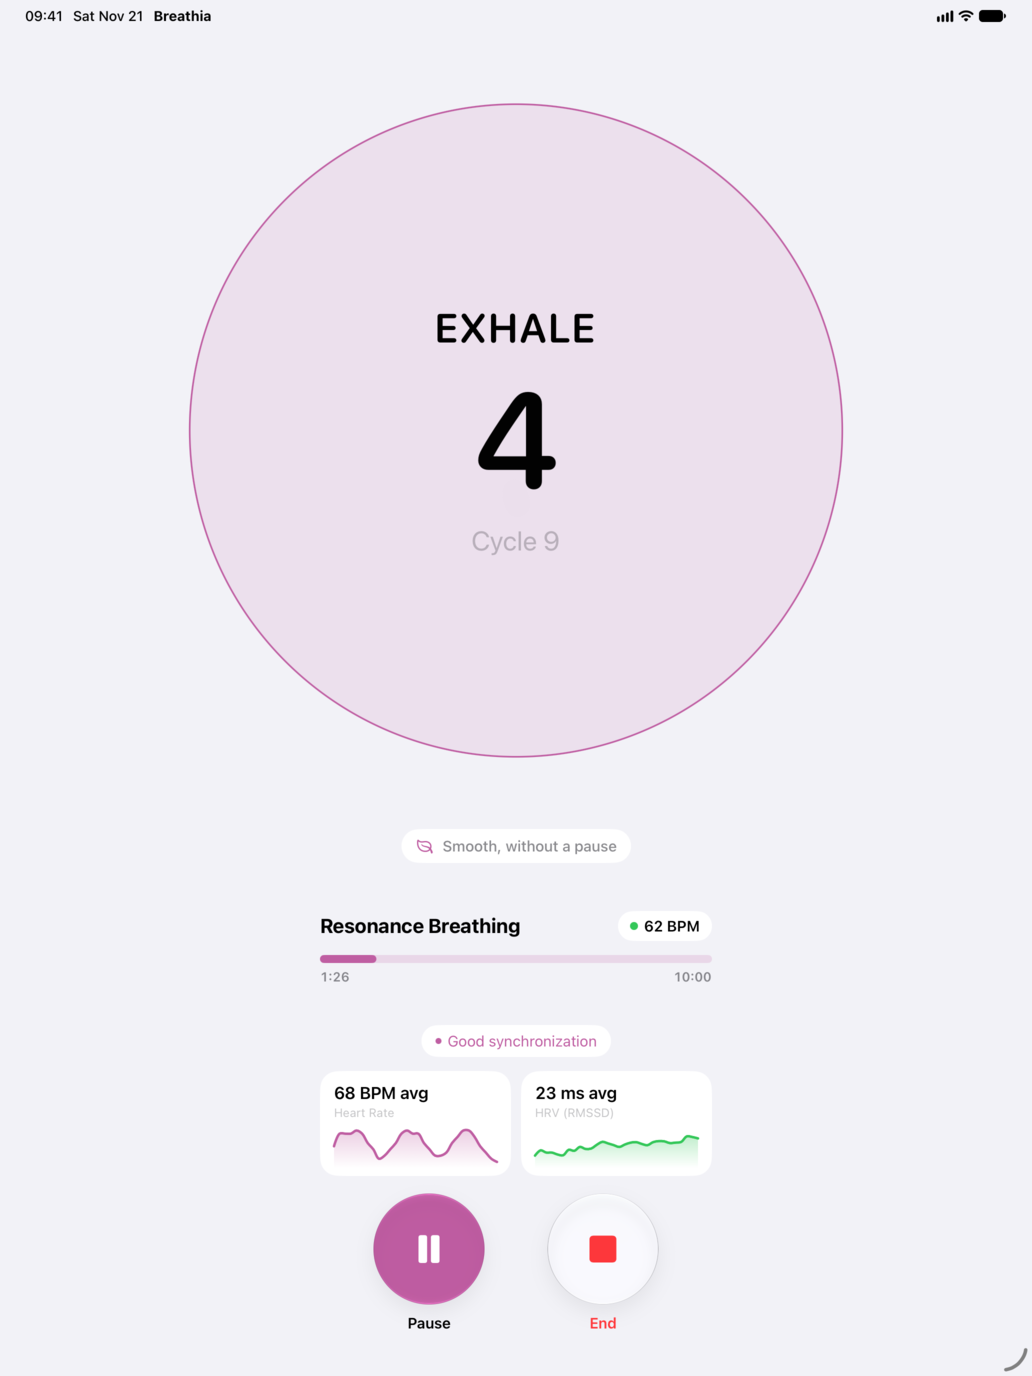 09:41 Sat Nov 21 Breathia
EXHALE
4
Cycle 9
Smooth, without a pause
Resonance Breathing
62 BPM
1:26
10:00
Good synchronization
68 BPM avg
Heart Rate
23 ms avg
HRV (RMSSD)
Pause
End